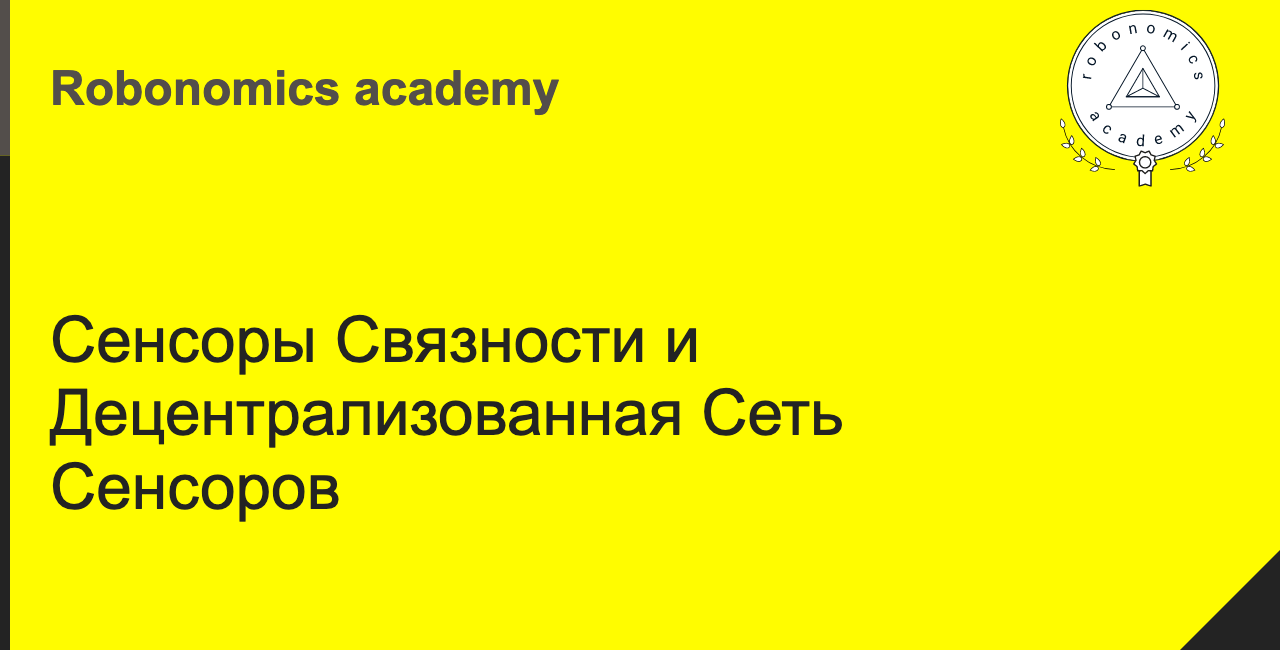 Robonomics academy
robonomics
academy
Сенсоры Связности и
Децентрализованная Сеть
Сенсоров